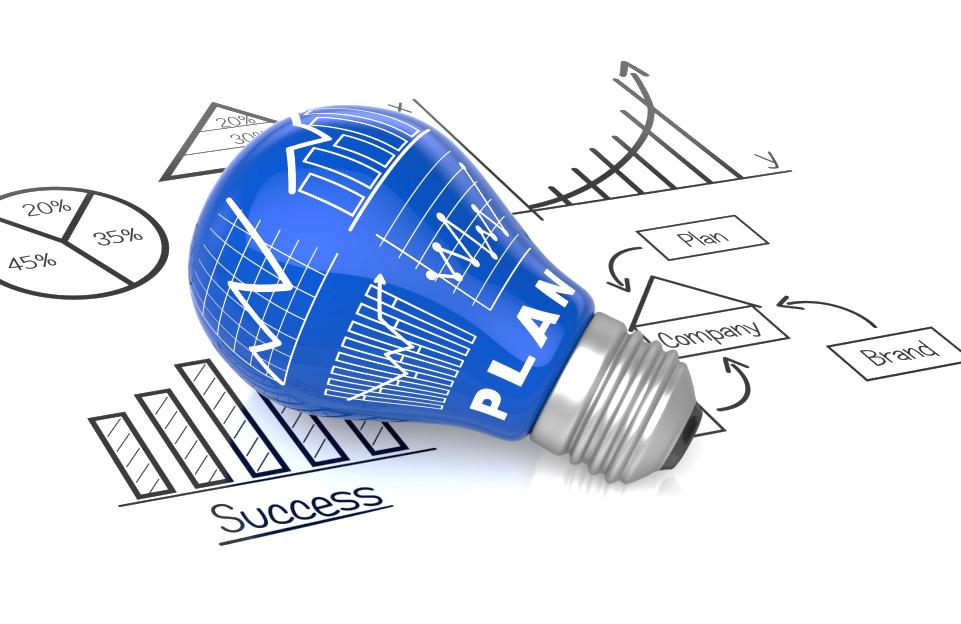 20%
30%
x
y
20%
35%
45%
Plan
Company
Brand
PLAN
Success